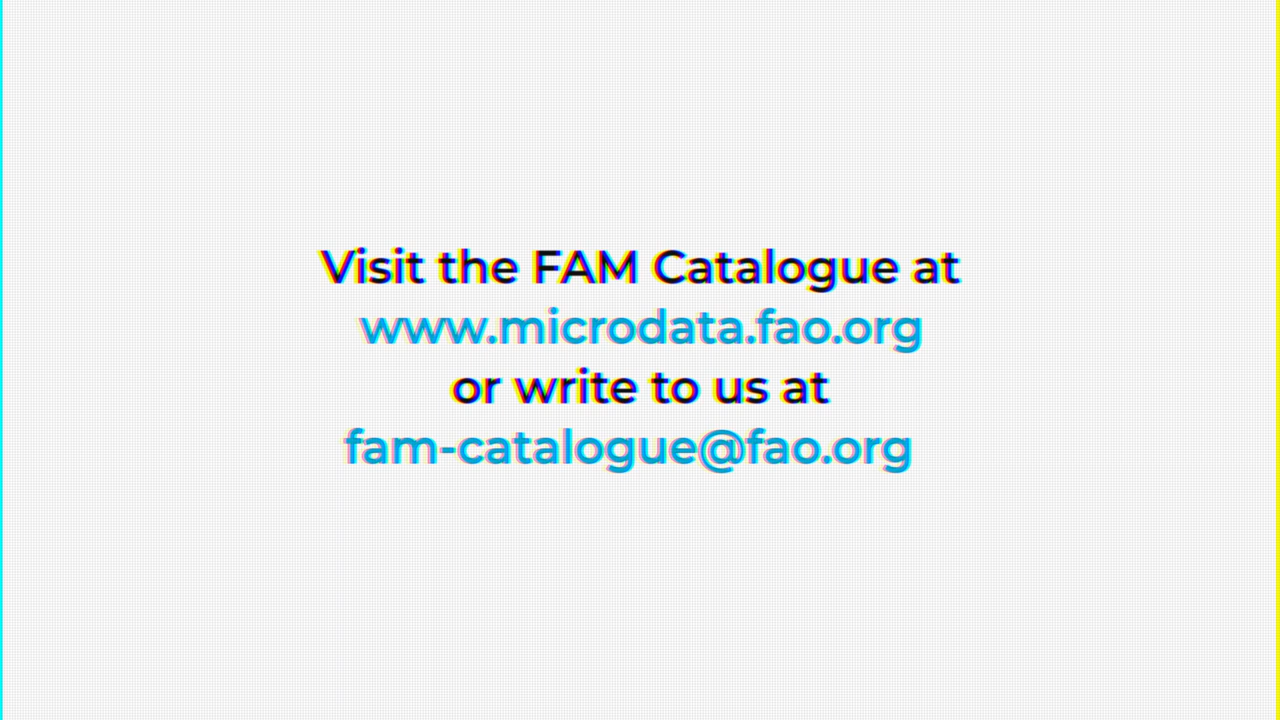 Visit the FAM Catalogue at
www.microdata.fao.org
or write to us at
fam-catalogue@fao.org